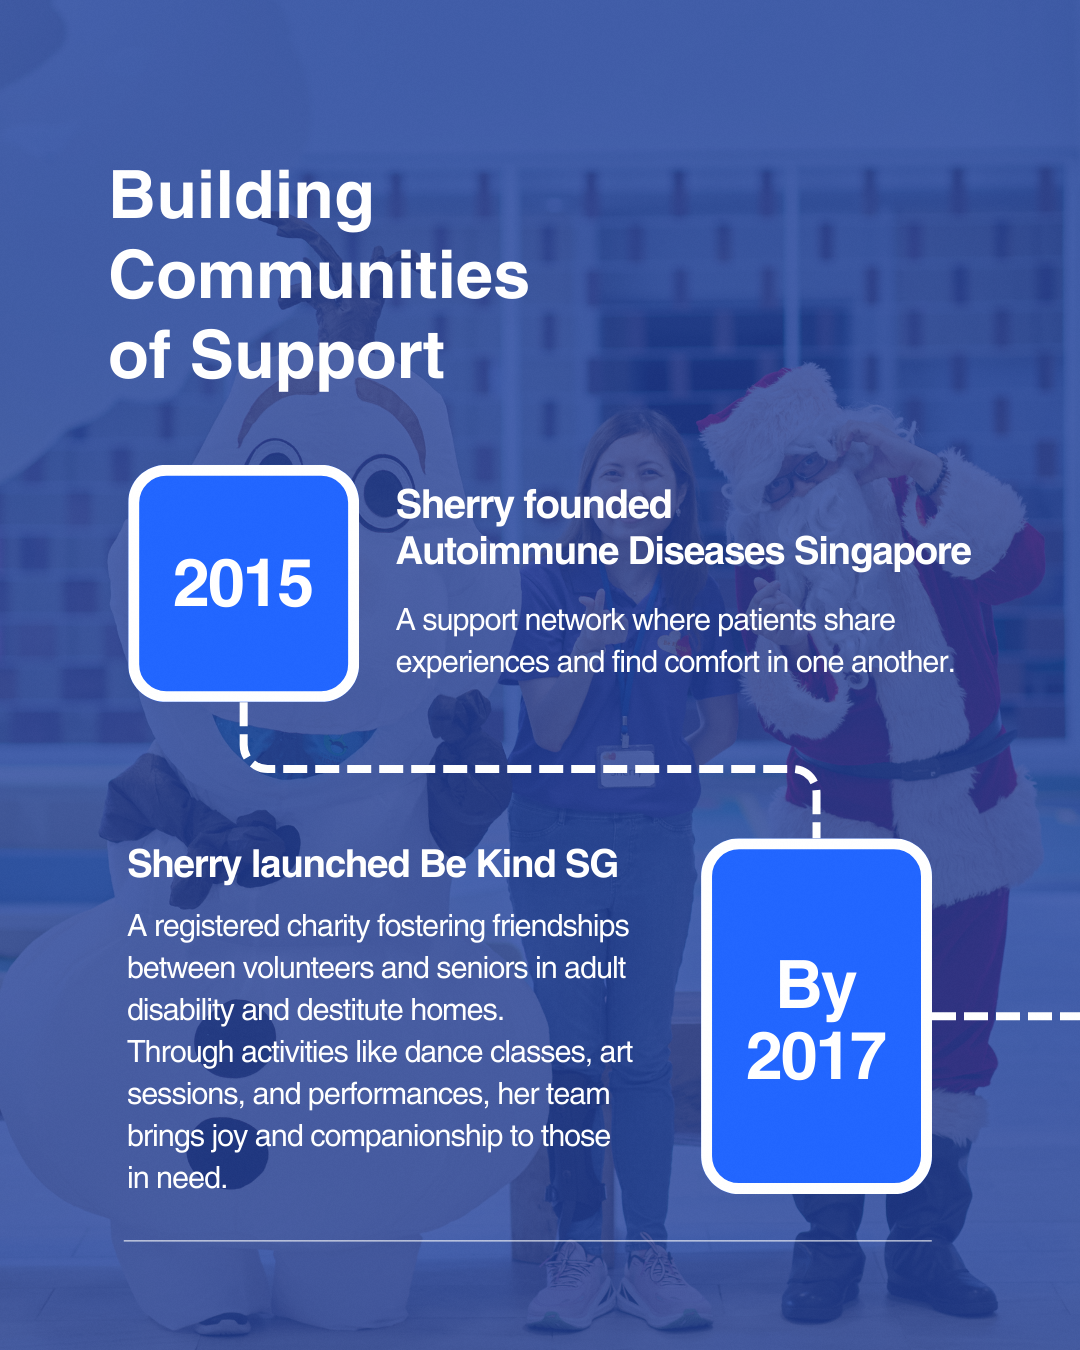 Building
Communities
of Support
2015
Sherry founded
Autoimmune Diseases Singapore
A support network where patients share
experiences and find comfort in one another.
Sherry launched Be Kind SG
A registered charity fostering friendships
between volunteers and seniors in adult
disability and destitute homes.
Through activities like dance classes, art
sessions, and performances, her team
brings joy and companionship to those
in need.
By
2017